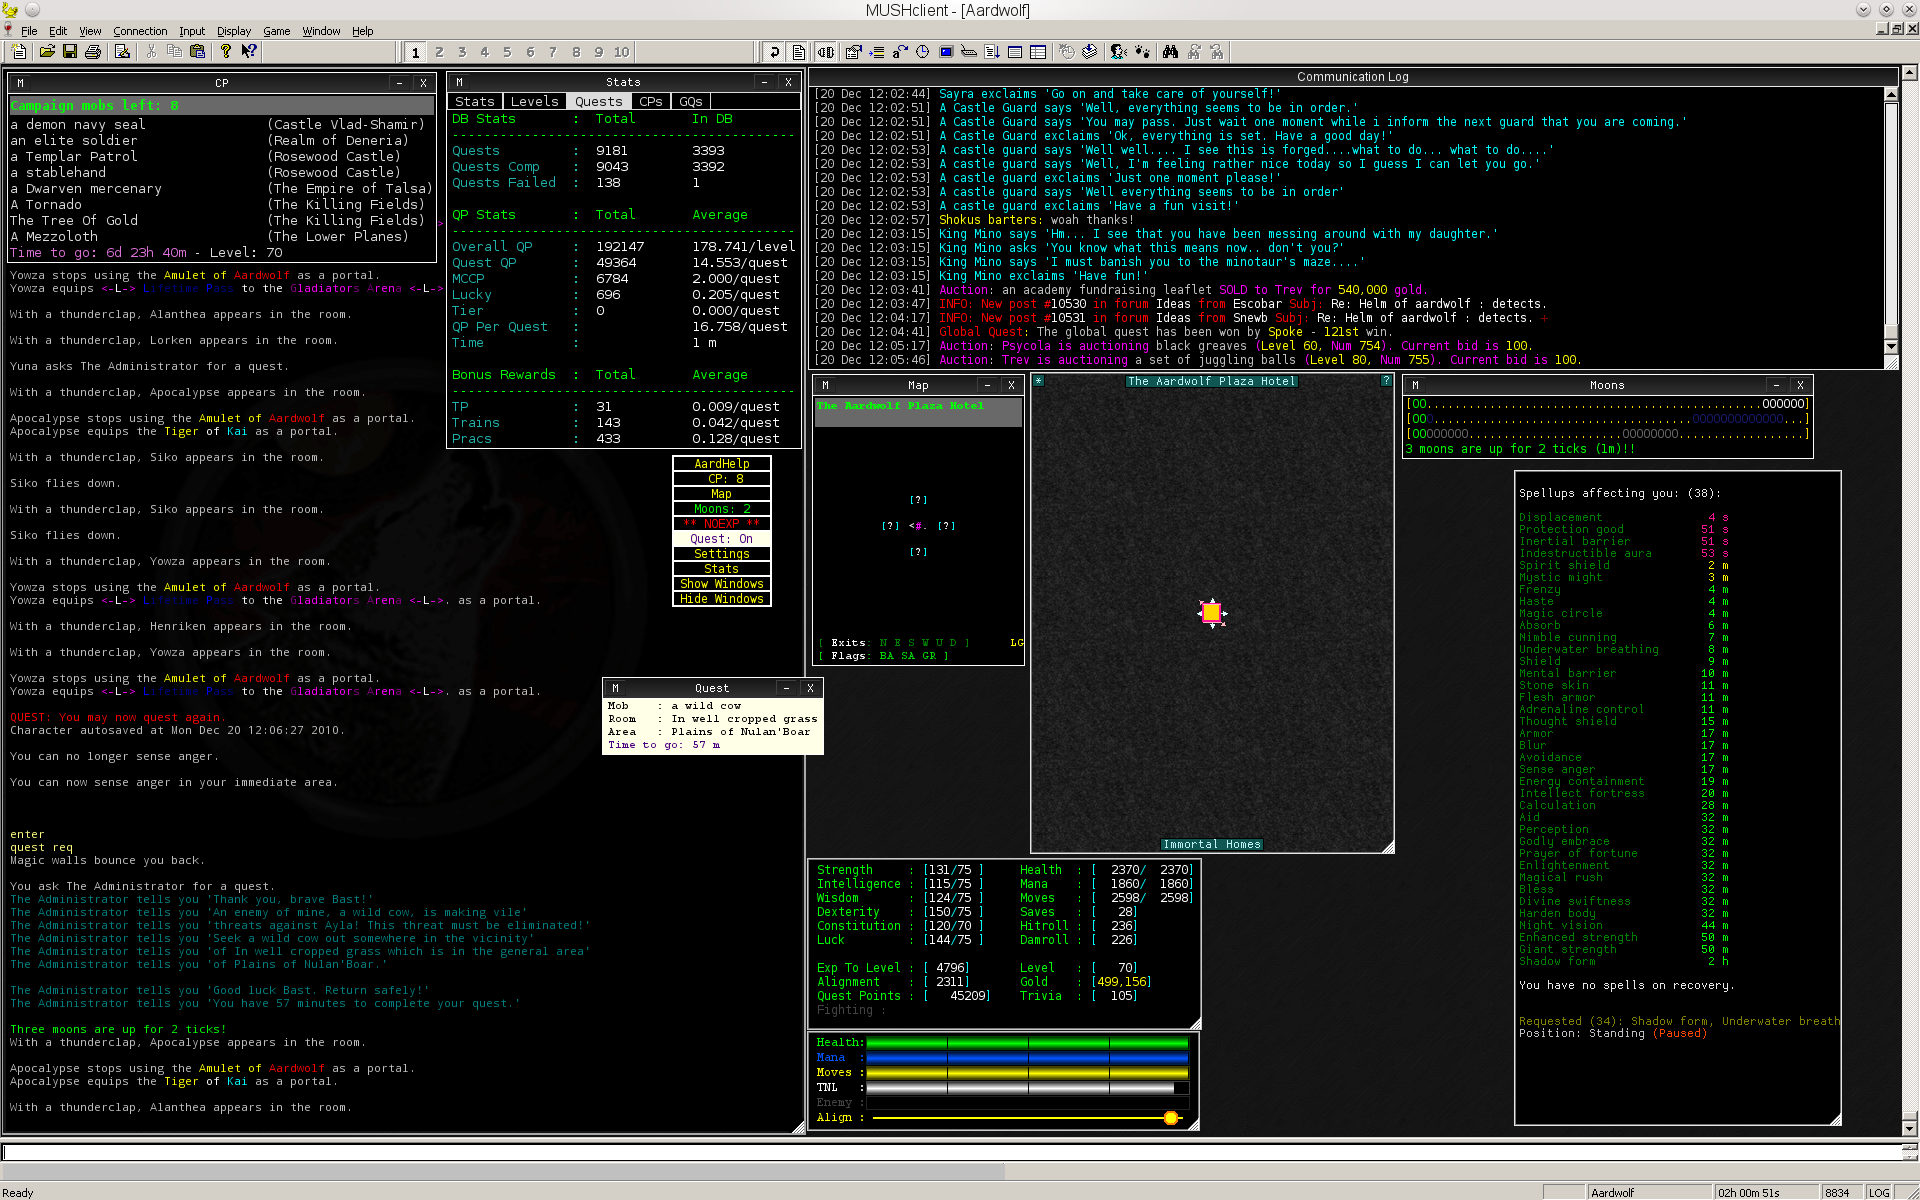 MUSHclient - [Aardwolf]
File Edit View Connection Input Display Game Window Help
1 2 3 4 5 6 7 8 9 10
M CP – X
Campaign mobs left: 8
a demon navy seal (Castle Vlad-Shamir)
an elite soldier (Realm of Deneria)
a Templar Patrol (Rosewood Castle)
a stablehand (Rosewood Castle)
a Dwarven mercenary (The Empire of Talsa)
A Tornado (The Killing Fields)
The Tree Of Gold (The Killing Fields)
A Mezzoloth (The Lower Planes)
Time to go: 6d 23h 40m - Level: 70
Yowza stops using the Amulet of Aardwolf as a portal.
Yowza equips <-L-> Lifetime Pass to the Gladiators Arena <-L->
With a thunderclap, Alanthea appears in the room.
With a thunderclap, Lorken appears in the room.
Yuna asks The Administrator for a quest.
With a thunderclap, Apocalypse appears in the room.
Apocalypse stops using the Amulet of Aardwolf as a portal.
Apocalypse equips the Tiger of Kai as a portal.
With a thunderclap, Siko appears in the room.
Siko flies down.
With a thunderclap, Siko appears in the room.
Siko flies down.
With a thunderclap, Yowza appears in the room.
Yowza stops using the Amulet of Aardwolf as a portal.
Yowza equips <-L-> Lifetime Pass to the Gladiators Arena <-L->. as a portal.
With a thunderclap, Henriken appears in the room.
With a thunderclap, Yowza appears in the room.
Yowza stops using the Amulet of Aardwolf as a portal.
Yowza equips <-L-> Lifetime Pass to the Gladiators Arena <-L->. as a portal.
QUEST: You may now quest again.
Character autosaved at Mon Dec 20 12:06:27 2010.
You can no longer sense anger.
You can now sense anger in your immediate area.
enter
quest req
Magic walls bounce you back.
You ask The Administrator for a quest.
The Administrator tells you 'Thank you, brave Bast!'
The Administrator tells you 'An enemy of mine, a wild cow, is making vile'
The Administrator tells you 'threats against Ayla! This threat must be eliminated!'
The Administrator tells you 'Seek a wild cow out somewhere in the vicinity'
The Administrator tells you 'of In well cropped grass which is in the general area'
The Administrator tells you 'of Plains of Nulan'Boar.'
The Administrator tells you 'Good luck Bast. Return safely!'
The Administrator tells you 'You have 57 minutes to complete your quest.'
Three moons are up for 2 ticks!
With a thunderclap, Apocalypse appears in the room.
Apocalypse stops using the Amulet of Aardwolf as a portal.
Apocalypse equips the Tiger of Kai as a portal.
With a thunderclap, Alanthea appears in the room.
M Stats – X
Stats Levels Quests CPs GQs
DB Stats : Total In DB
Quests : 9181 3393
Quests Comp : 9043 3392
Quests Failed : 138 1
QP Stats : Total Average
Overall QP : 192147 178.741/level
Quest QP : 49364 14.553/quest
MCCP : 6784 2.000/quest
Lucky : 696 0.205/quest
Tier : 0 0.000/quest
QP Per Quest : 16.758/quest
Time : 1 m
Bonus Rewards : Total Average
TP : 31 0.009/quest
Trains : 143 0.042/quest
Pracs : 433 0.128/quest
AardHelp
CP: 8
Map
Moons: 2
** NOEXP **
Quest: On
Settings
Stats
Show Windows
Hide Windows
M Quest – X
Mob : a wild cow
Room : In well cropped grass
Area : Plains of Nulan'Boar
Time to go: 57 m
Communication Log
[20 Dec 12:02:44] Sayra exclaims 'Go on and take care of yourself!'
[20 Dec 12:02:51] A Castle Guard says 'Well, everything seems to be in order.'
[20 Dec 12:02:51] A Castle Guard says 'You may pass. Just wait one moment while i inform the next guard that you are coming.'
[20 Dec 12:02:51] A Castle Guard exclaims 'Ok, everything is set. Have a good day!'
[20 Dec 12:02:53] A castle guard says 'Well well.... I see this is forged....what to do... what to do....'
[20 Dec 12:02:53] A castle guard says 'Well, I'm feeling rather nice today so I guess I can let you go.'
[20 Dec 12:02:53] A castle guard exclaims 'Just one moment please!'
[20 Dec 12:02:53] A castle guard says 'Well everything seems to be in order'
[20 Dec 12:02:53] A castle guard exclaims 'Have a fun visit!'
[20 Dec 12:02:57] Shokus barters: woah thanks!
[20 Dec 12:03:15] King Mino says 'Hm... I see that you have been messing around with my daughter.'
[20 Dec 12:03:15] King Mino asks 'You know what this means now.. don't you?'
[20 Dec 12:03:15] King Mino says 'I must banish you to the minotaur's maze....'
[20 Dec 12:03:15] King Mino exclaims 'Have fun!'
[20 Dec 12:03:41] Auction: an academy fundraising leaflet SOLD to Trev for 540,000 gold.
[20 Dec 12:03:47] INFO: New post #10530 in forum Ideas from Escobar Subj: Re: Helm of aardwolf : detects.
[20 Dec 12:04:17] INFO: New post #10531 in forum Ideas from Snewb Subj: Re: Helm of aardwolf : detects. +
[20 Dec 12:04:41] Global Quest: The global quest has been won by Spoke - 121st win.
[20 Dec 12:05:17] Auction: Psycola is auctioning black greaves (Level 60, Num 754). Current bid is 100.
[20 Dec 12:05:46] Auction: Trev is auctioning a set of juggling balls (Level 80, Num 755). Current bid is 100.
M Map – X
The Aardwolf Plaza Hotel
[?]
[?] <#. [?]
[?]
[ Exits: N E S W U D ] LG
[ Flags: BA SA GR ]
* The Aardwolf Plaza Hotel ?
Immortal Homes
M Moons – X
[OO................................................OOOOOO]
[OOO......................................OOOOOOOOOOOOOO...]
[OOOOOOOOO......................OOOOOOOO..................]
3 moons are up for 2 ticks (1m)!!
Spellups affecting you: (38):
Displacement 4 s
Protection good 51 s
Inertial barrier 51 s
Indestructible aura 53 s
Spirit shield 2 m
Mystic might 3 m
Frenzy 4 m
Haste 4 m
Magic circle 4 m
Absorb 6 m
Nimble cunning 7 m
Underwater breathing 8 m
Shield 9 m
Mental barrier 10 m
Stone skin 11 m
Flesh armor 11 m
Adrenaline control 11 m
Thought shield 15 m
Armor 17 m
Blur 17 m
Avoidance 17 m
Sense anger 17 m
Energy containment 19 m
Intellect fortress 20 m
Calculation 28 m
Aid 32 m
Perception 32 m
Godly embrace 32 m
Prayer of fortune 32 m
Enlightenment 32 m
Magical rush 32 m
Bless 32 m
Divine swiftness 32 m
Harden body 32 m
Night vision 44 m
Enhanced strength 50 m
Giant strength 50 m
Shadow form 2 h
You have no spells on recovery.
Requested (34): Shadow form, Underwater breath
Position: Standing (Paused)
Strength : [131/75 ] Health : [ 2370/ 2370]
Intelligence : [115/75 ] Mana : [ 1860/ 1860]
Wisdom : [124/75 ] Moves : [ 2598/ 2598]
Dexterity : [150/75 ] Saves : [ 28]
Constitution : [120/70 ] Hitroll : [ 236]
Luck : [144/75 ] Damroll : [ 226]
Exp To Level : [ 4796] Level : [ 70]
Alignment : [ 2311] Gold : [499,156]
Quest Points : [ 45209] Trivia : [ 105]
Fighting :
Health:
Mana :
Moves :
TNL :
Enemy :
Align :
Ready Aardwolf 02h 00m 51s 8834 LOG